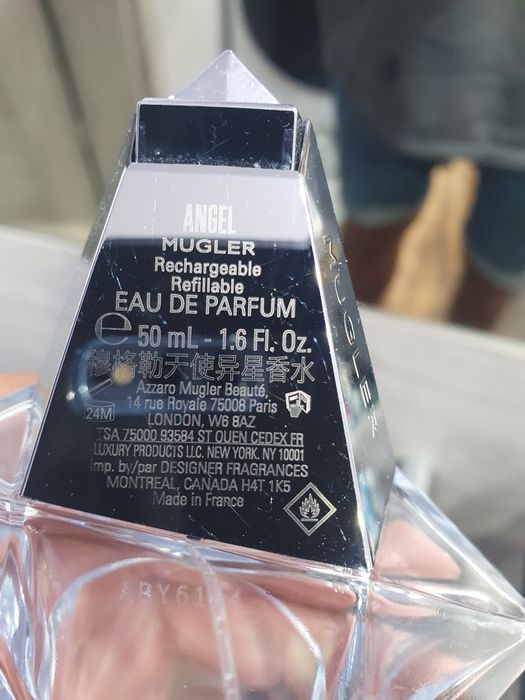 ANGEL
MUGLER
Rechargeable
Refillable
EAU DE PARFUM
℮ 50 mL - 1.6 Fl. Oz.
穆格勒天使异星香水
Azzaro Mugler Beauté,
14 rue Royale 75008 Paris
24M
LONDON, W6 8AZ
TSA 75000 93584 ST OUEN CEDEX FR
LUXURY PRODUCTS LLC. NEW YORK. NY 10001
Imp. by/par DESIGNER FRAGRANCES
MONTREAL, CANADA H4T 1K5
Made in France
MUGLER